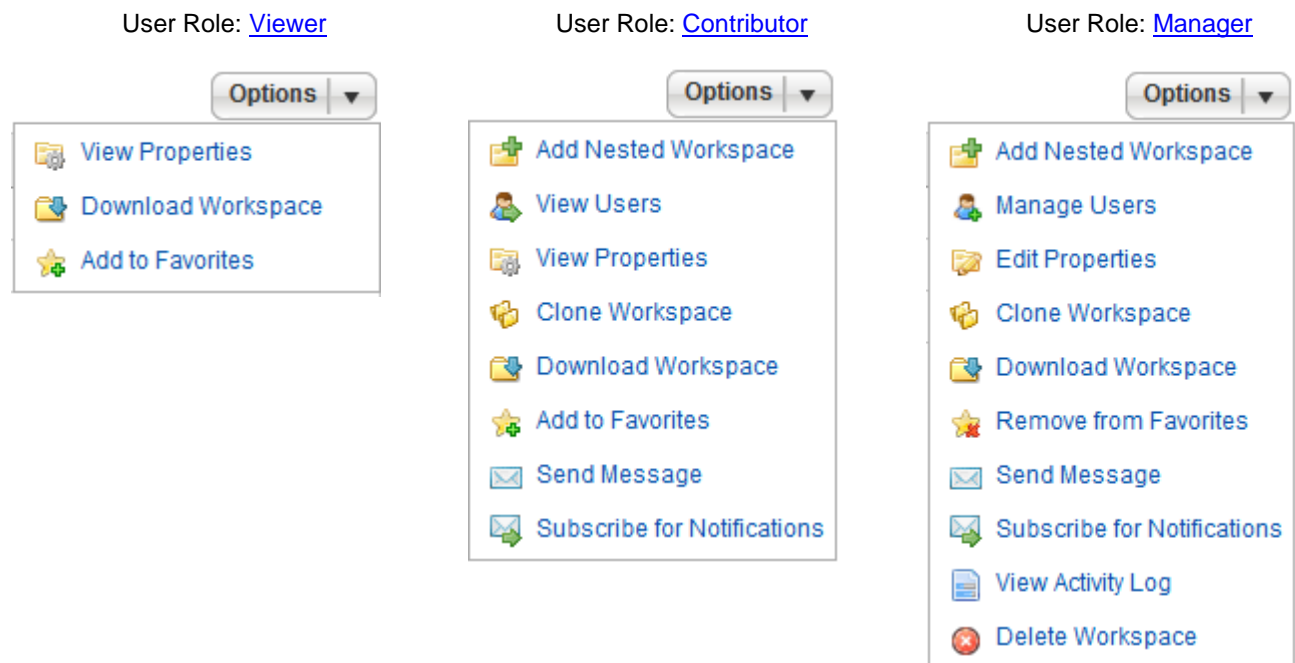 User Role: Viewer
Options
View Properties
Download Workspace
Add to Favorites
User Role: Contributor
Options
Add Nested Workspace
View Users
View Properties
Clone Workspace
Download Workspace
Add to Favorites
Send Message
Subscribe for Notifications
User Role: Manager
Options
Add Nested Workspace
Manage Users
Edit Properties
Clone Workspace
Download Workspace
Remove from Favorites
Send Message
Subscribe for Notifications
View Activity Log
Delete Workspace